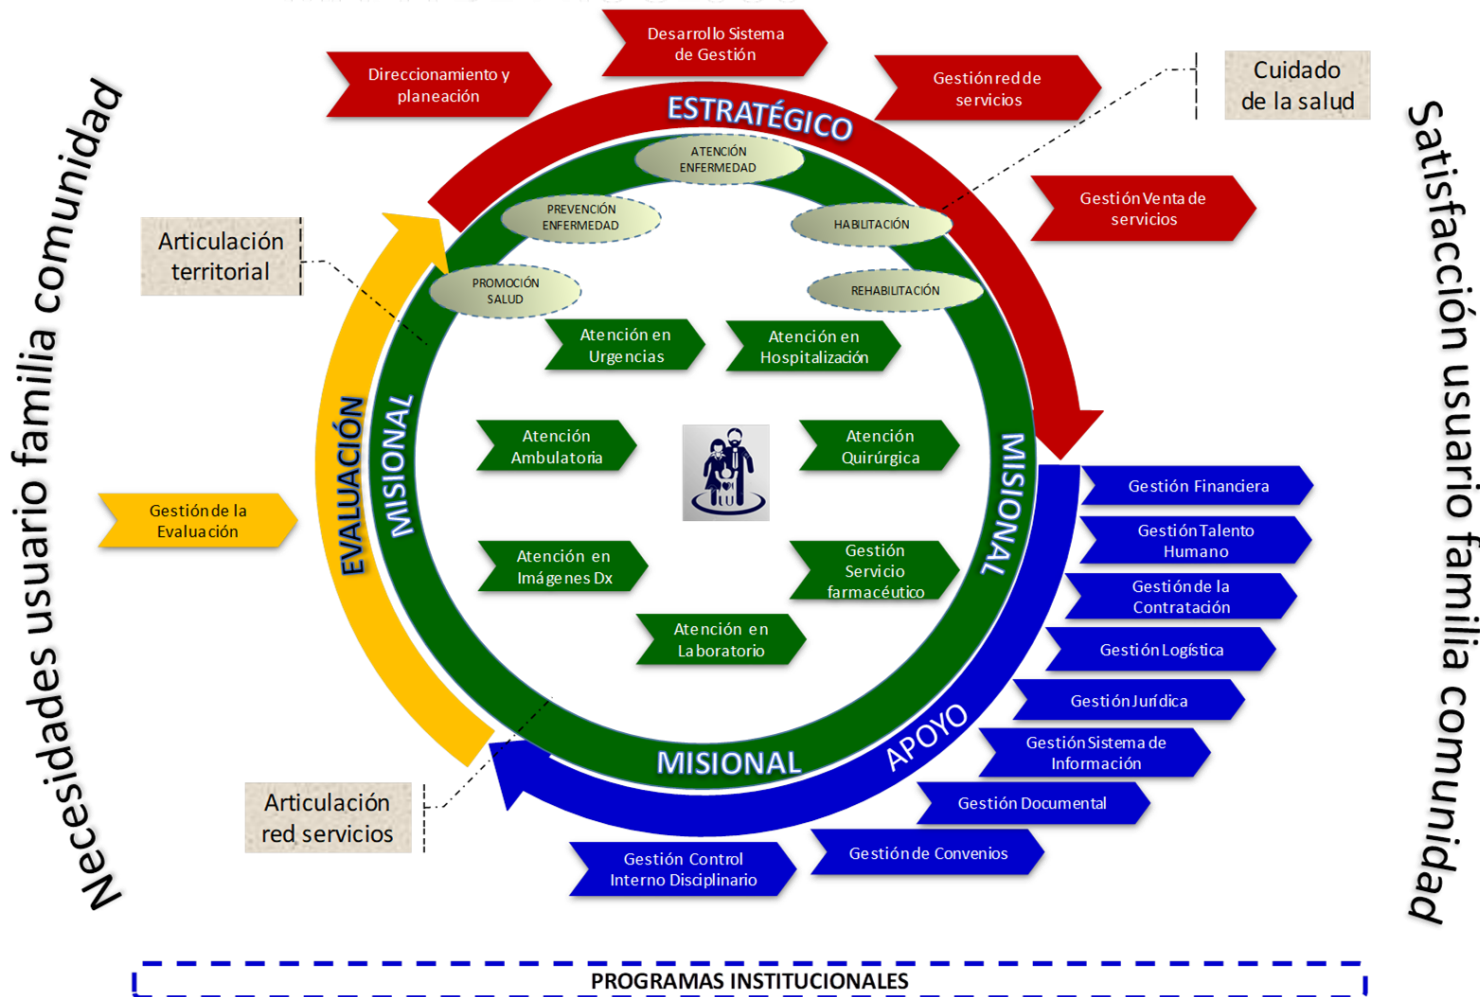 Necesidades usuario familia comunidad
Satisfacción usuario familia comunidad
Direccionamiento y
planeación
Desarrollo Sistema
de Gestión
Gestión red de
servicios
Gestión Venta de
servicios
Cuidado
de la salud
ESTRATÉGICO
ATENCIÓN
ENFERMEDAD
PREVENCIÓN
ENFERMEDAD
HABILITACIÓN
PROMOCIÓN
SALUD
REHABILITACIÓN
Articulación
territorial
Atención en
Urgencias
Atención en
Hospitalización
Atención
Ambulatoria
Atención
Quirúrgica
Atención en
Imágenes Dx
Gestión
Servicio
farmacéutico
Atención en
Laboratorio
MISIONAL
MISIONAL
MISIONAL
EVALUACIÓN
Gestión de la
Evaluación
Gestión Financiera
Gestión Talento
Humano
Gestión de la
Contratación
Gestión Logística
Gestión Jurídica
Gestión Sistema de
Información
Gestión Documental
Gestión de Convenios
Gestión Control
Interno Disciplinario
APOYO
Articulación
red servicios
PROGRAMAS INSTITUCIONALES